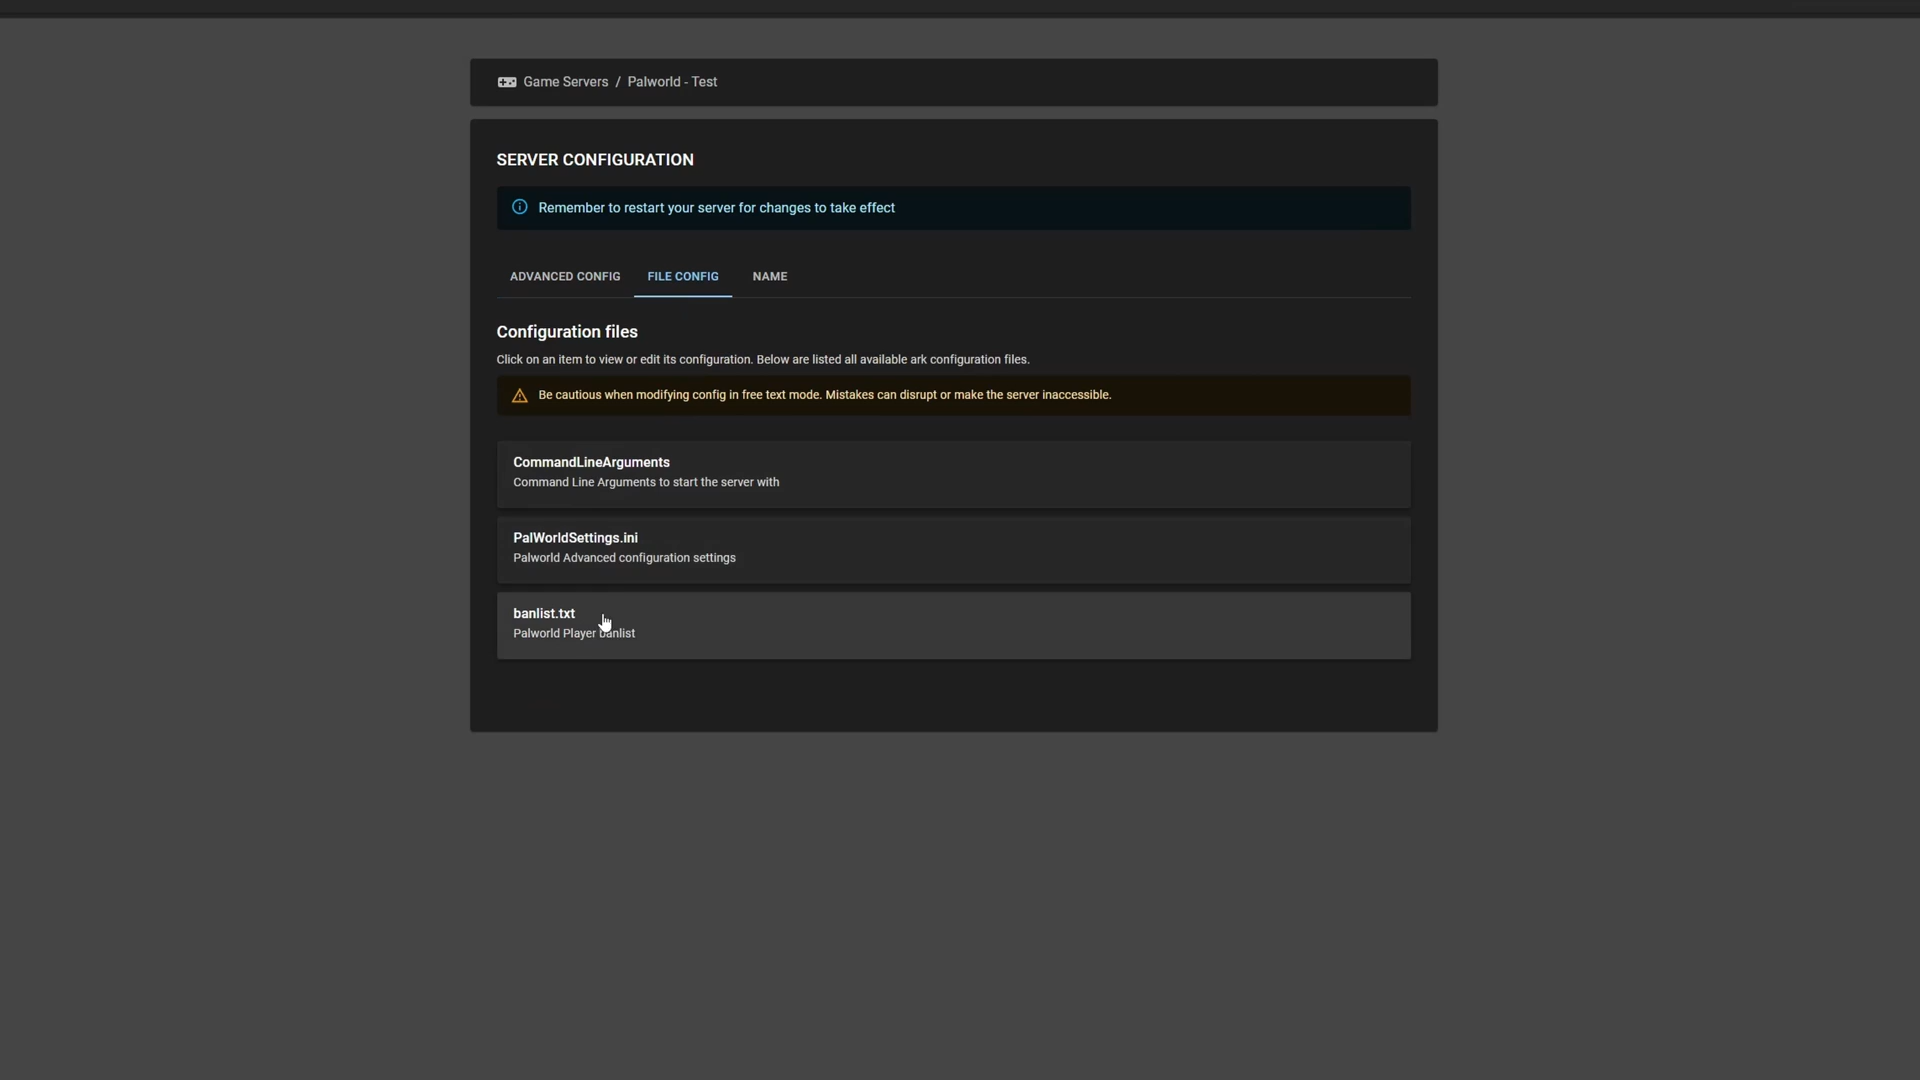 Game Servers / Palworld - Test
SERVER CONFIGURATION
Remember to restart your server for changes to take effect
ADVANCED CONFIG FILE CONFIG NAME
Configuration files
Click on an item to view or edit its configuration. Below are listed all available ark configuration files.
Be cautious when modifying config in free text mode. Mistakes can disrupt or make the server inaccessible.
CommandLineArguments
Command Line Arguments to start the server with
PalWorldSettings.ini
Palworld Advanced configuration settings
banlist.txt
Palworld Player banlist